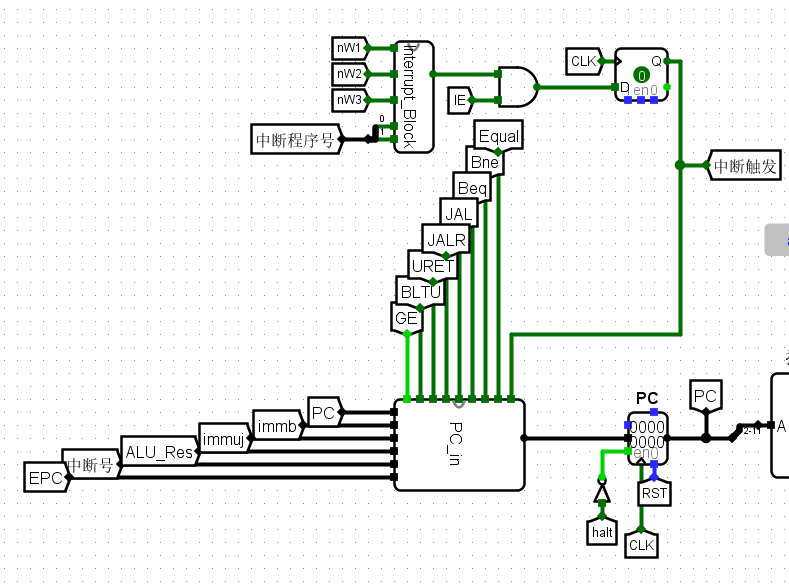 nW1
nW2
nW3
中断程序号
0
1
Interrupt_Block
IE
CLK
D
Q
0
en0
中断触发
Equal
Bne
Beq
JAL
JALR
URET
BLTU
GE
PC
immb
immuj
ALU_Res
中断号
EPC
PC_in
PC
0000
0000
en0
PC
2-11
A
RST
halt
CLK